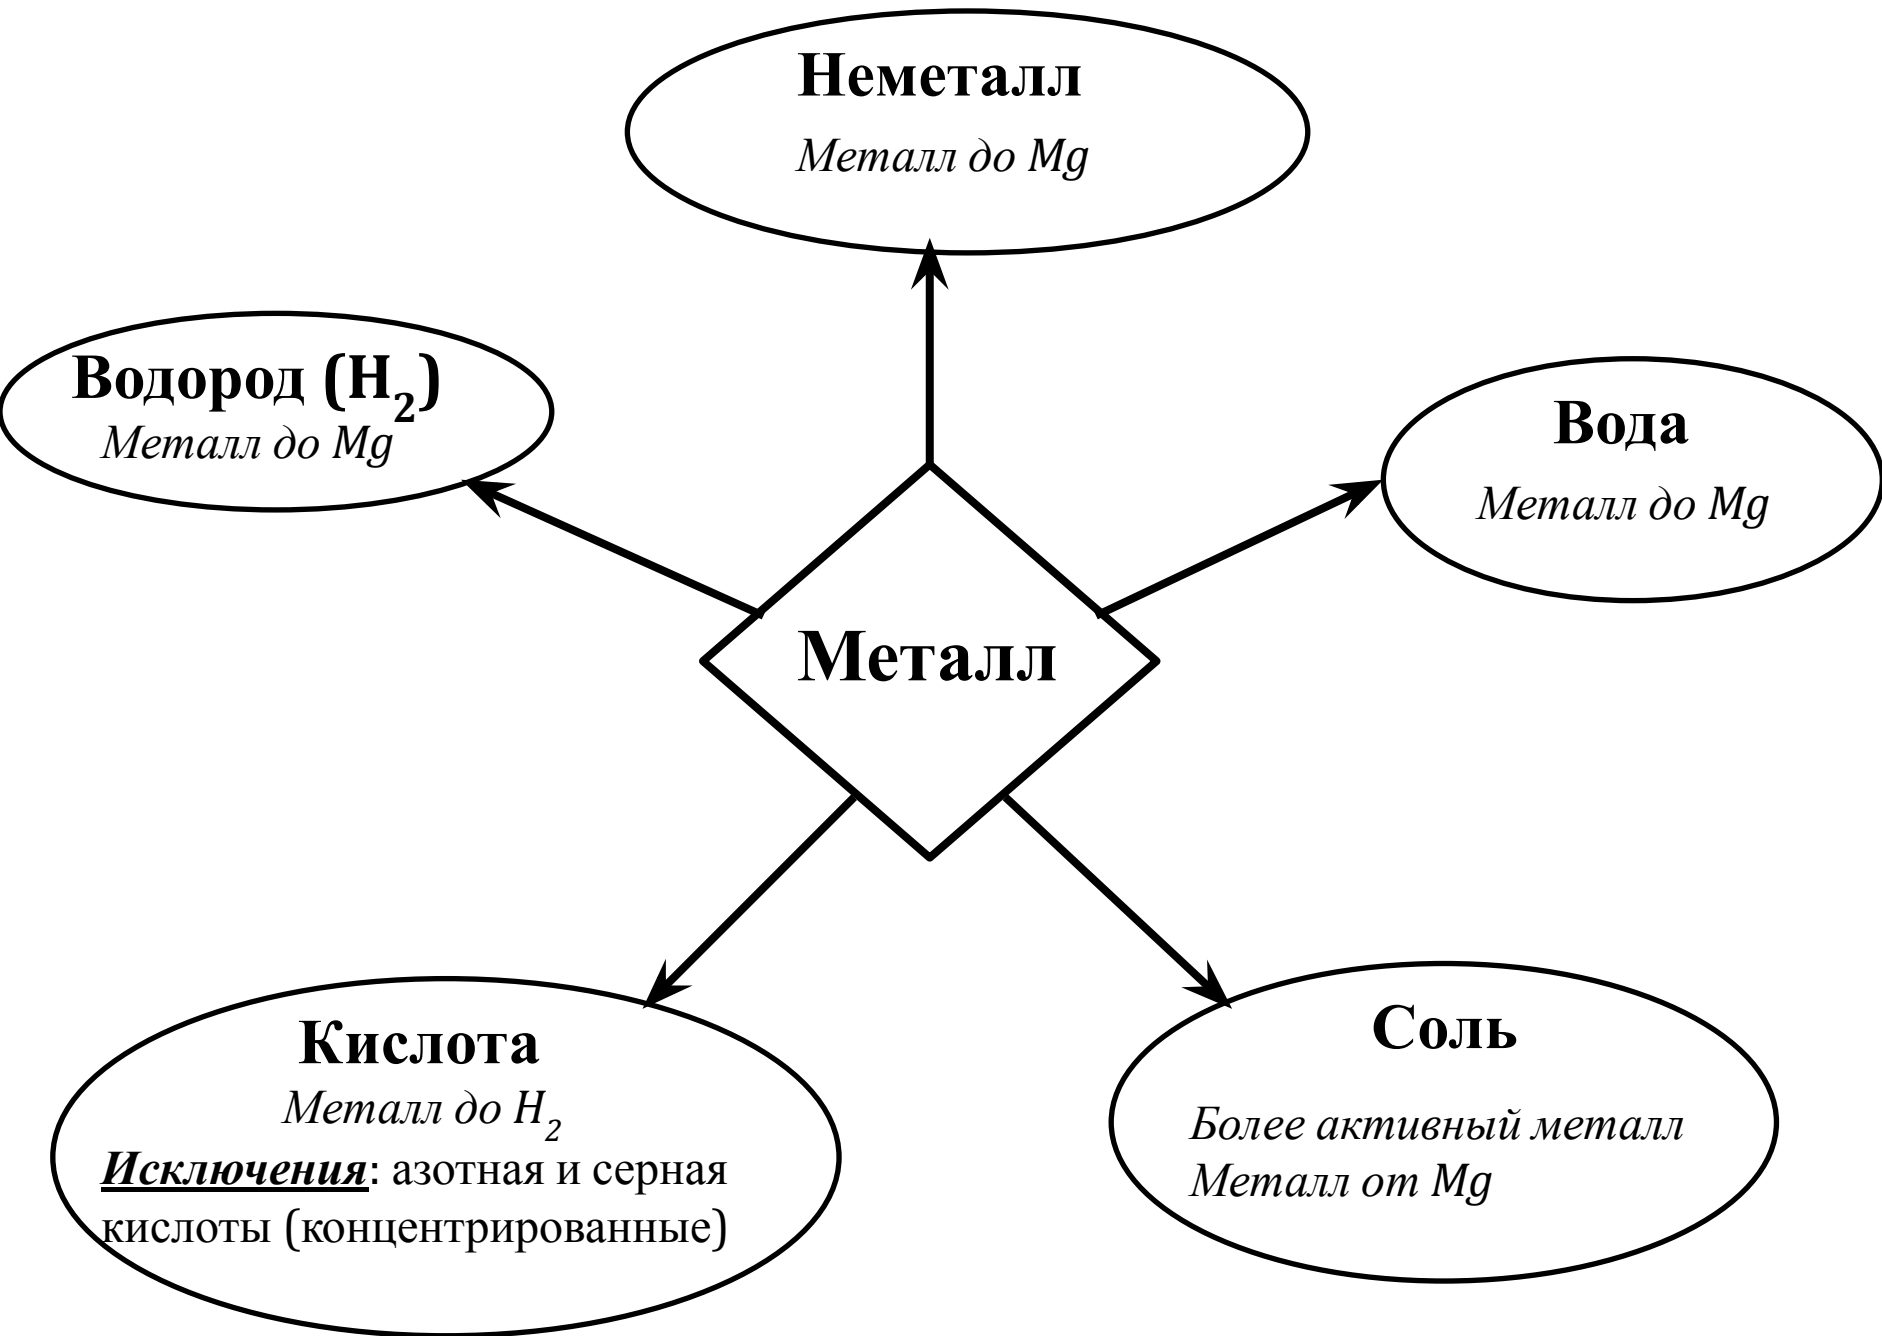 Неметалл
Металл до Mg
Водород (H₂)
Металл до Mg
Вода
Металл до Mg
Металл
Кислота
Металл до H₂
Исключения: азотная и серная
кислоты (концентрированные)
Соль
Более активный металл
Металл от Mg